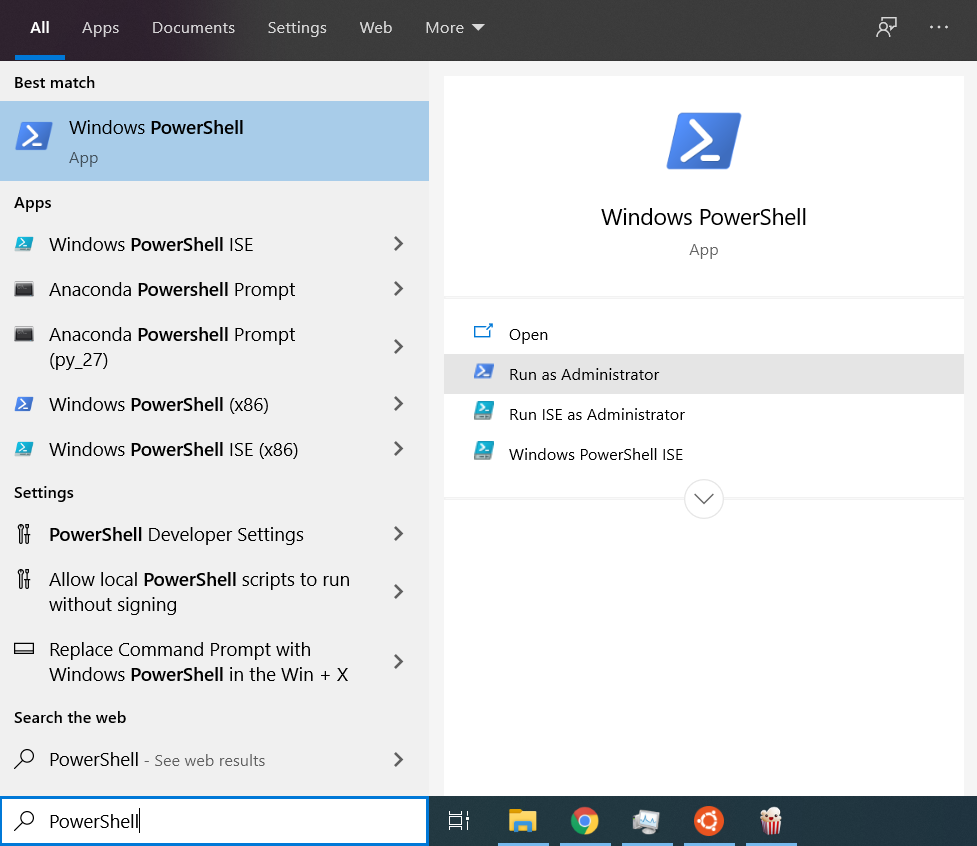 All Apps Documents Settings Web More
Best match
Windows PowerShell
App
Apps
Windows PowerShell ISE
Anaconda Powershell Prompt
Anaconda Powershell Prompt
(py_27)
Windows PowerShell (x86)
Windows PowerShell ISE (x86)
Settings
PowerShell Developer Settings
Allow local PowerShell scripts to run
without signing
Replace Command Prompt with
Windows PowerShell in the Win + X
Search the web
PowerShell - See web results
PowerShell
Windows PowerShell
App
Open
Run as Administrator
Run ISE as Administrator
Windows PowerShell ISE